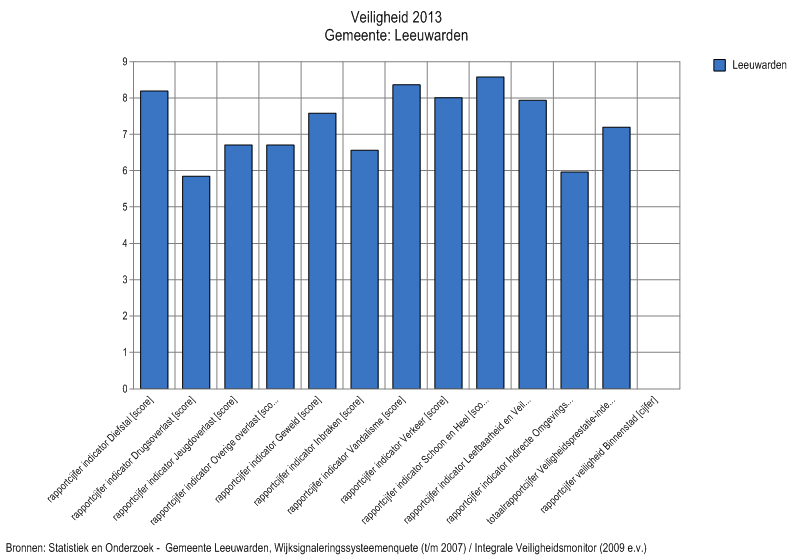 Veiligheid 2013
Gemeente: Leeuwarden
Leeuwarden
9
8
7
6
5
4
3
2
1
0
rapportcijfer indicator Diefstal [score]
rapportcijfer indicator Drugsoverlast [score]
rapportcijfer indicator Jeugdoverlast [score]
rapportcijfer indicator Overige overlast [sco...
rapportcijfer indicator Geweld [score]
rapportcijfer indicator Inbraken [score]
rapportcijfer indicator Vandalisme [score]
rapportcijfer indicator Verkeer [score]
rapportcijfer indicator Schoon en Heel [sco...
rapportcijfer indicator Leefbaarheid en Veil...
rapportcijfer indicator Indirecte Omgevings...
totaalrapportcijfer Veiligheidsprestatie-inde...
rapportcijfer veiligheid Binnenstad [cijfer]
Bronnen: Statistiek en Onderzoek - Gemeente Leeuwarden, Wijksignaleringssysteemenquete (t/m 2007) / Integrale Veiligheidsmonitor (2009 e.v.)